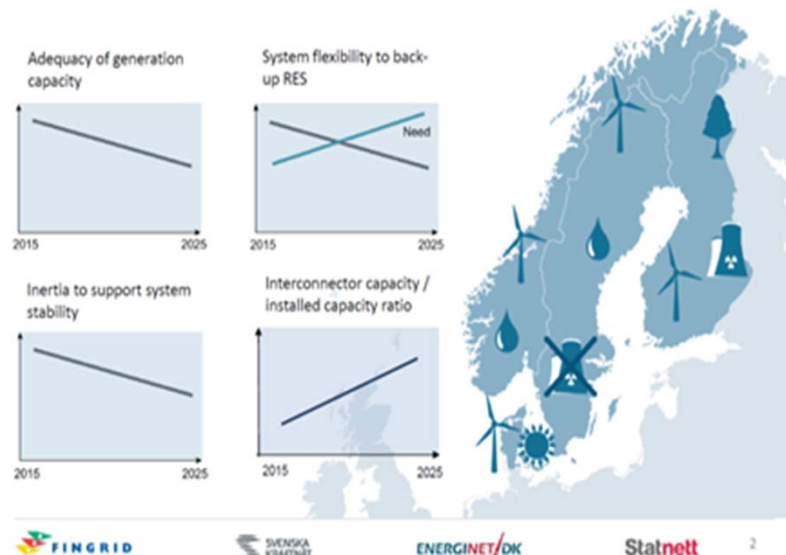 Adequacy of generation
capacity
2015
2025
System flexibility to back-
up RES
Need
2015
2025
Inertia to support system
stability
2015
2025
Interconnector capacity /
installed capacity ratio
2015
2025
FINGRID
SVENSKA
KRAFTNÄT
ENERGINET/DK
Statnett
2